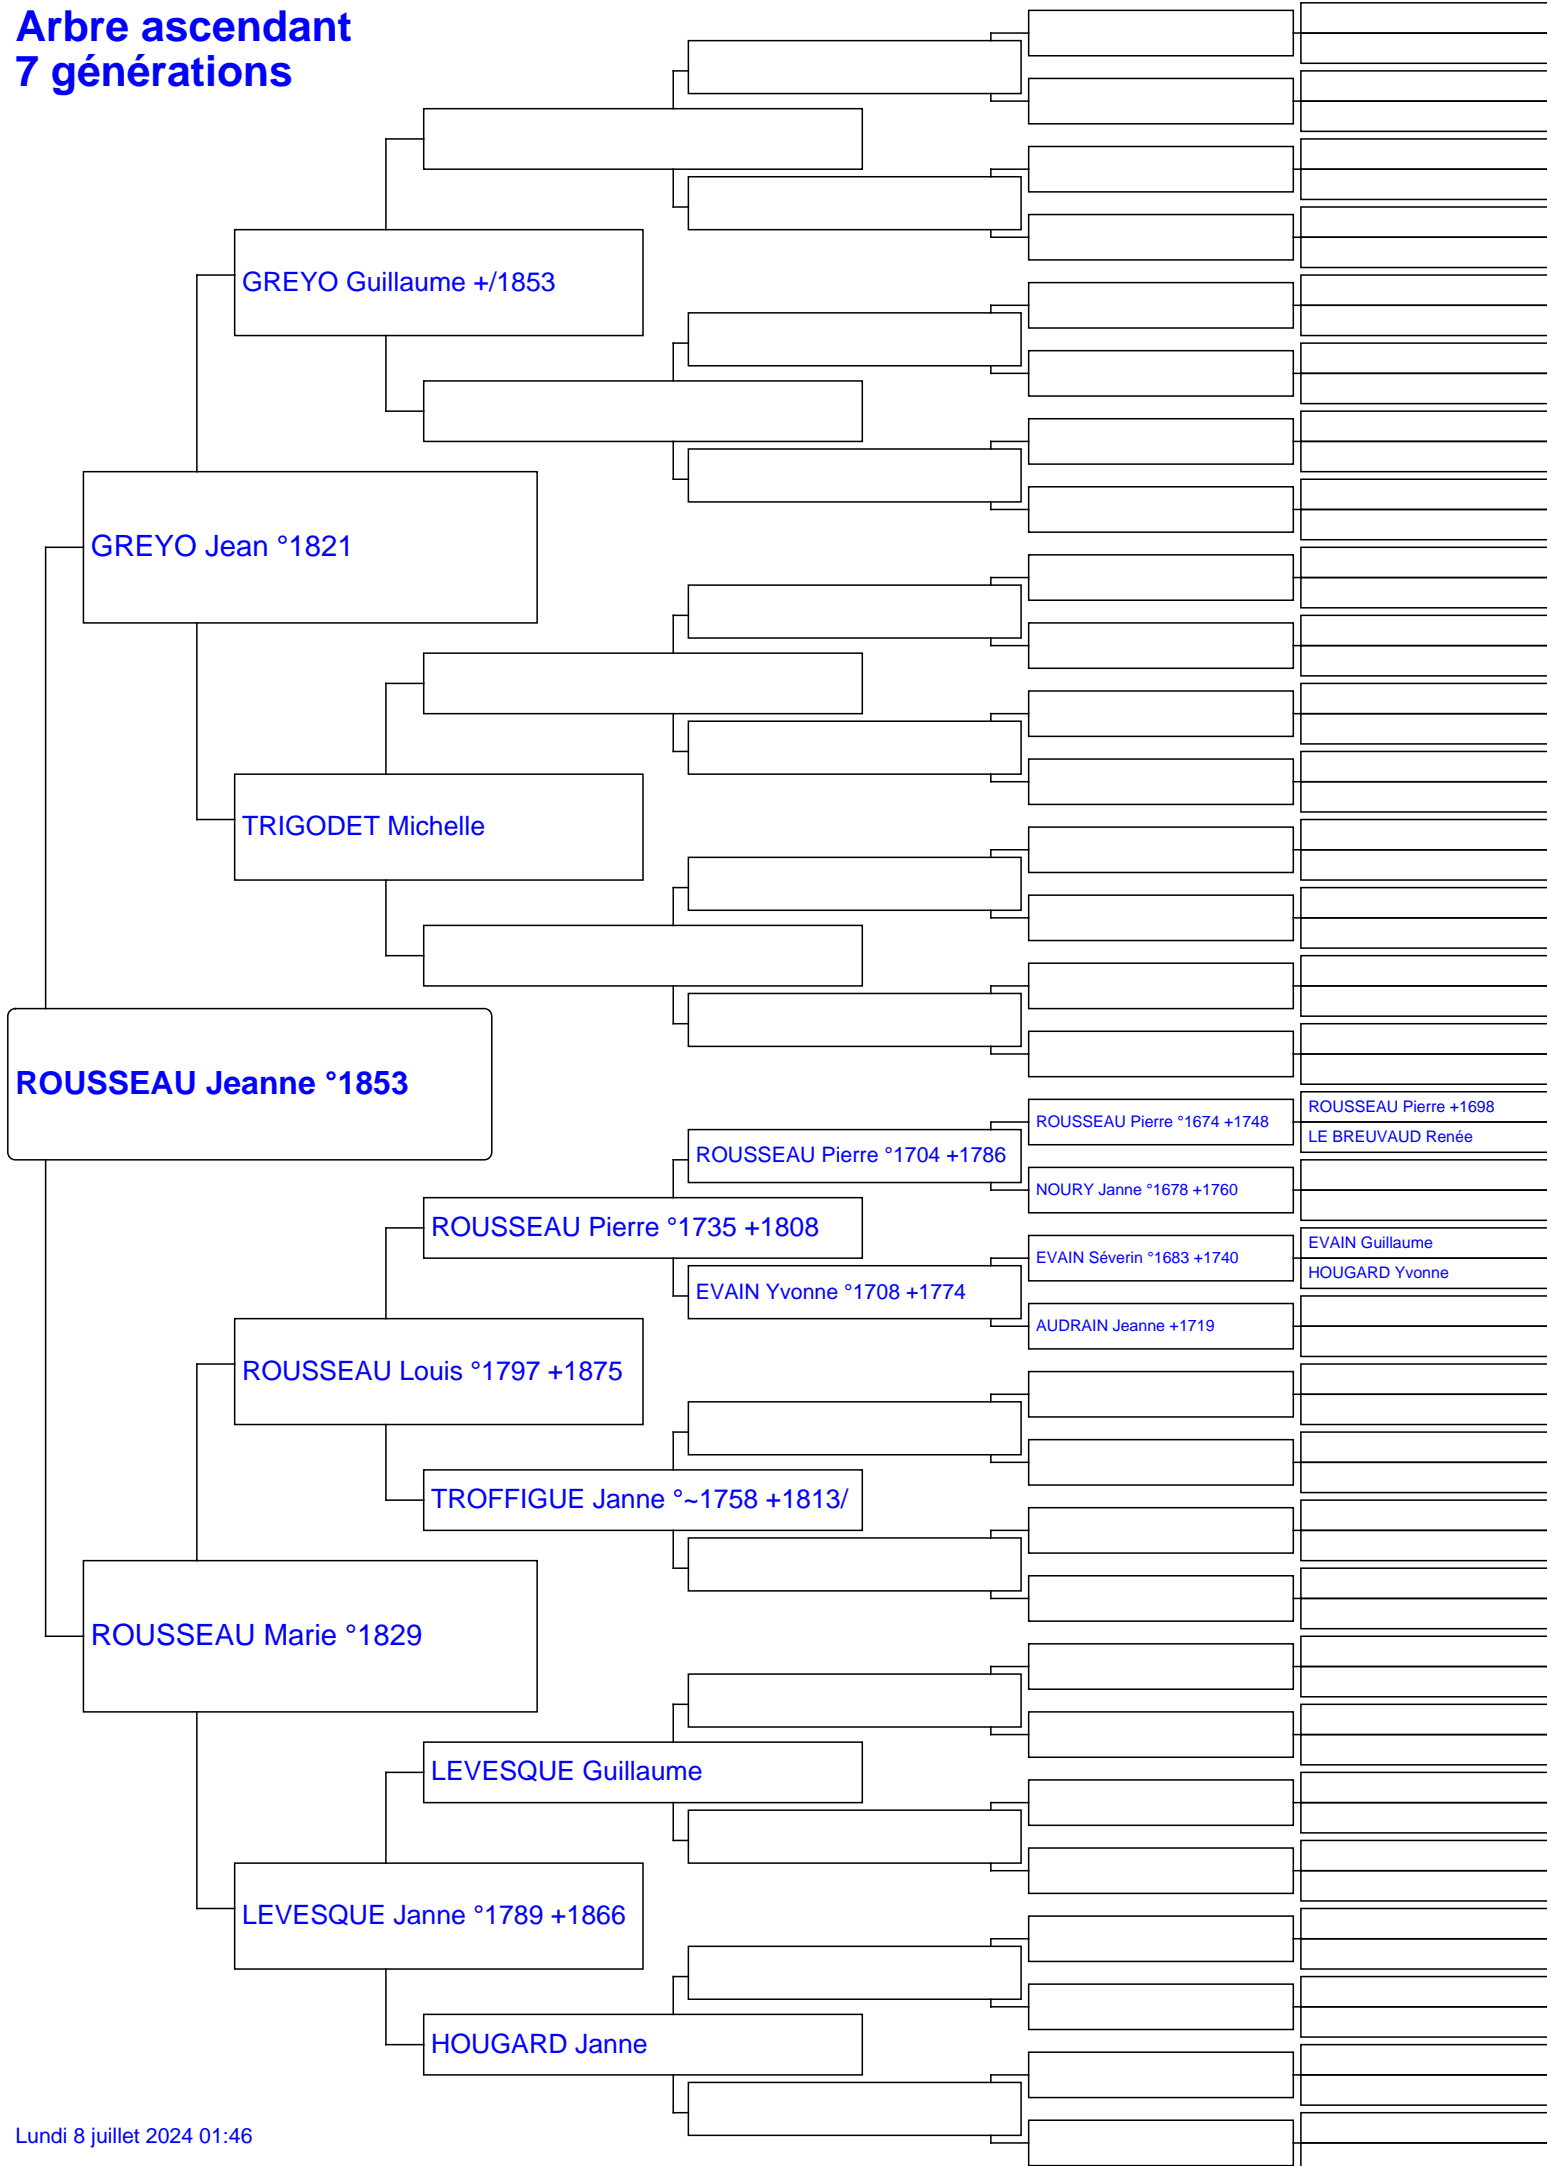 Arbre ascendant
7 générations
GREYO Guillaume +/1853
GREYO Jean °1821
TRIGODET Michelle
ROUSSEAU Jeanne °1853
ROUSSEAU Pierre +1698
ROUSSEAU Pierre °1674 +1748
LE BREUVAUD Renée
ROUSSEAU Pierre °1704 +1786
NOURY Janne °1678 +1760
ROUSSEAU Pierre °1735 +1808
EVAIN Guillaume
EVAIN Séverin °1683 +1740
HOUGARD Yvonne
EVAIN Yvonne °1708 +1774
AUDRAIN Jeanne +1719
ROUSSEAU Louis °1797 +1875
TROFFIGUE Janne °~1758 +1813/
ROUSSEAU Marie °1829
LEVESQUE Guillaume
LEVESQUE Janne °1789 +1866
HOUGARD Janne
Lundi 8 juillet 2024 01:46